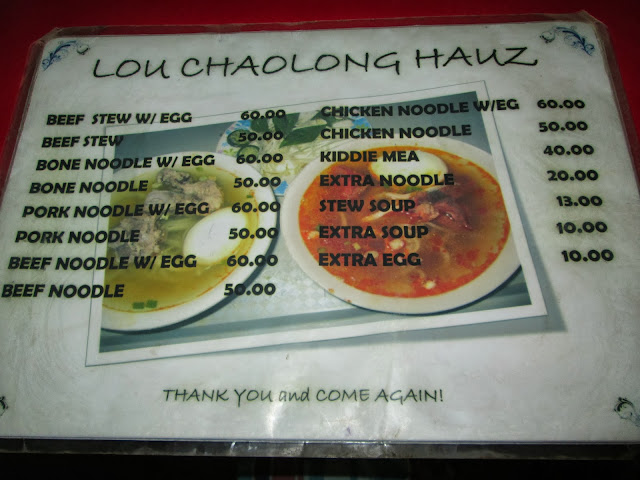 LOU CHAOLONG HAUZ
BEEF STEW W/ EGG 60.00
BEEF STEW 50.00
BONE NOODLE W/ EGG 60.00
BONE NOODLE 50.00
PORK NOODLE W/ EGG 60.00
PORK NOODLE 50.00
BEEF NOODLE W/ EGG 60.00
BEEF NOODLE 50.00
CHICKEN NOODLE W/EG 60.00
CHICKEN NOODLE 50.00
KIDDIE MEA 40.00
EXTRA NOODLE 20.00
STEW SOUP 13.00
EXTRA SOUP 10.00
EXTRA EGG 10.00
THANK YOU and COME AGAIN!